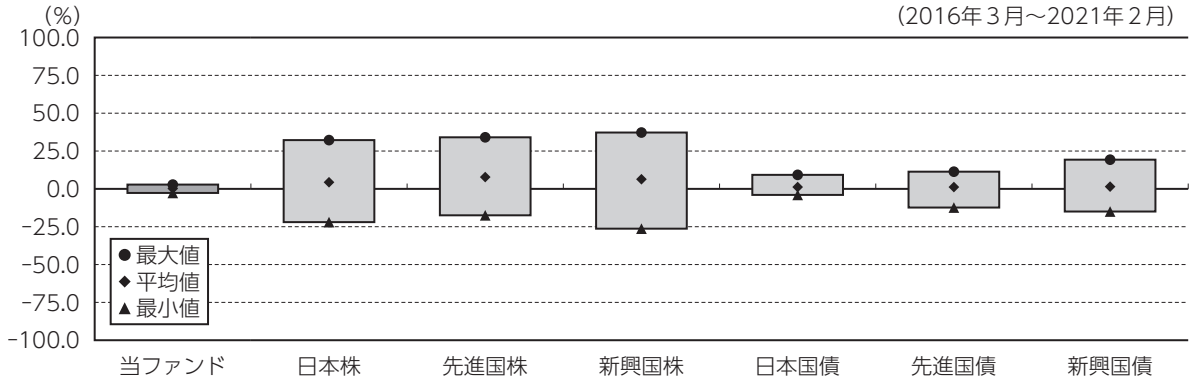 (%)
(2016年3月~2021年2月)
100.0
75.0
50.0
25.0
0.0
-25.0
-50.0
-75.0
-100.0
●最大値
◆平均値
▲最小値
当ファンド 日本株 先進国株 新興国株 日本国債 先進国債 新興国債